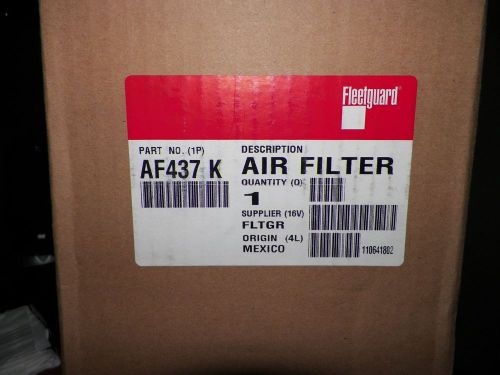 Fleetguard
PART NO. (1P)
AF437 K
DESCRIPTION
AIR FILTER
QUANTITY (Q)
1
SUPPLIER (16V)
FLTGR
ORIGIN (4L)
MEXICO
110641802